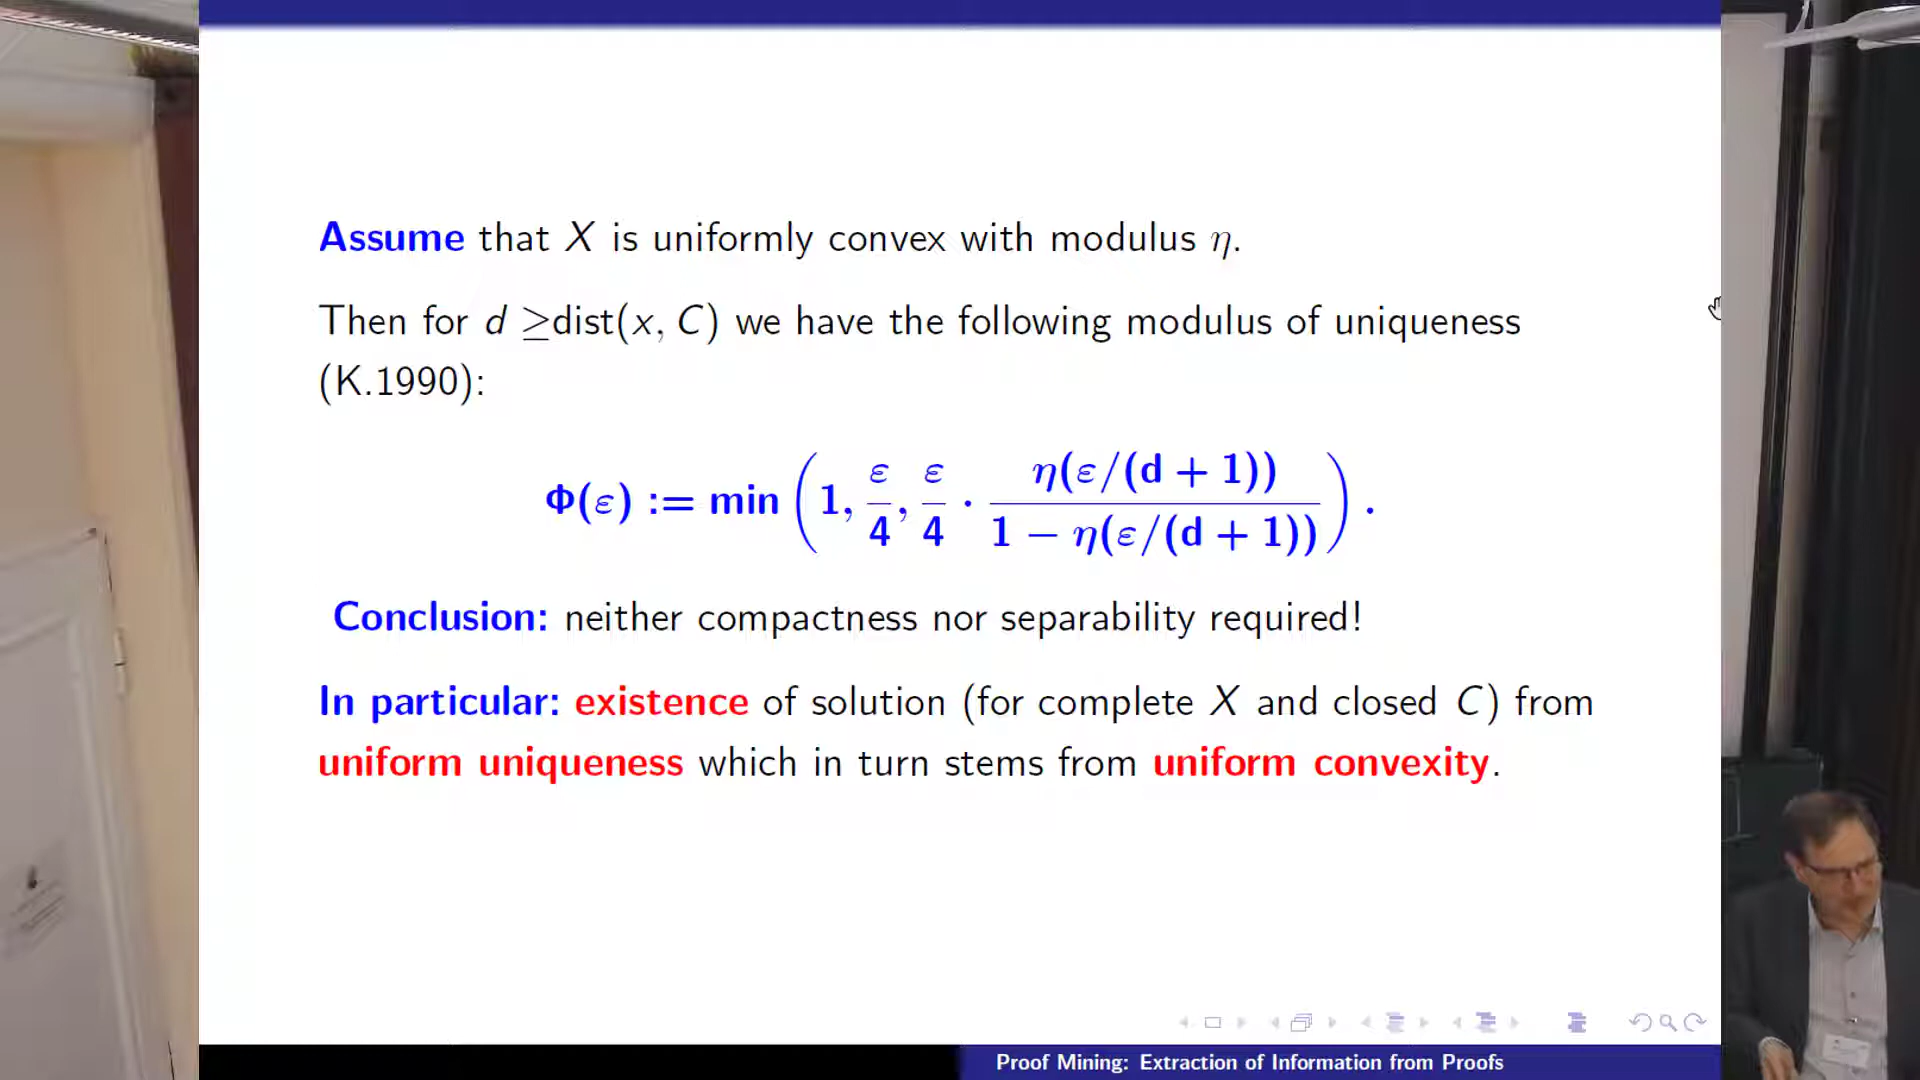 Assume that X is uniformly convex with modulus η.
Then for d ≥dist(x, C) we have the following modulus of uniqueness
(K.1990):
Φ(ε) := min (1, ε/4, ε/4 · η(ε/(d + 1)) / 1 − η(ε/(d + 1))) .
Conclusion: neither compactness nor separability required!
In particular: existence of solution (for complete X and closed C) from
uniform uniqueness which in turn stems from uniform convexity.
Proof Mining: Extraction of Information from Proofs